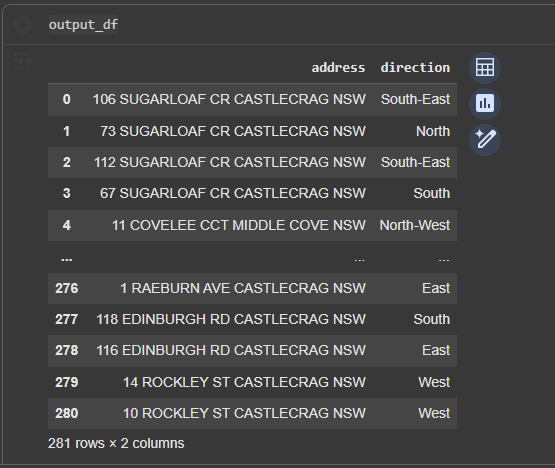 output_df
address direction
0 106 SUGARLOAF CR CASTLECRAG NSW South-East
1 73 SUGARLOAF CR CASTLECRAG NSW North
2 112 SUGARLOAF CR CASTLECRAG NSW South-East
3 67 SUGARLOAF CR CASTLECRAG NSW South
4 11 COVELEE CCT MIDDLE COVE NSW North-West
... ... ...
276 1 RAEBURN AVE CASTLECRAG NSW East
277 118 EDINBURGH RD CASTLECRAG NSW South
278 116 EDINBURGH RD CASTLECRAG NSW East
279 14 ROCKLEY ST CASTLECRAG NSW West
280 10 ROCKLEY ST CASTLECRAG NSW West
281 rows × 2 columns